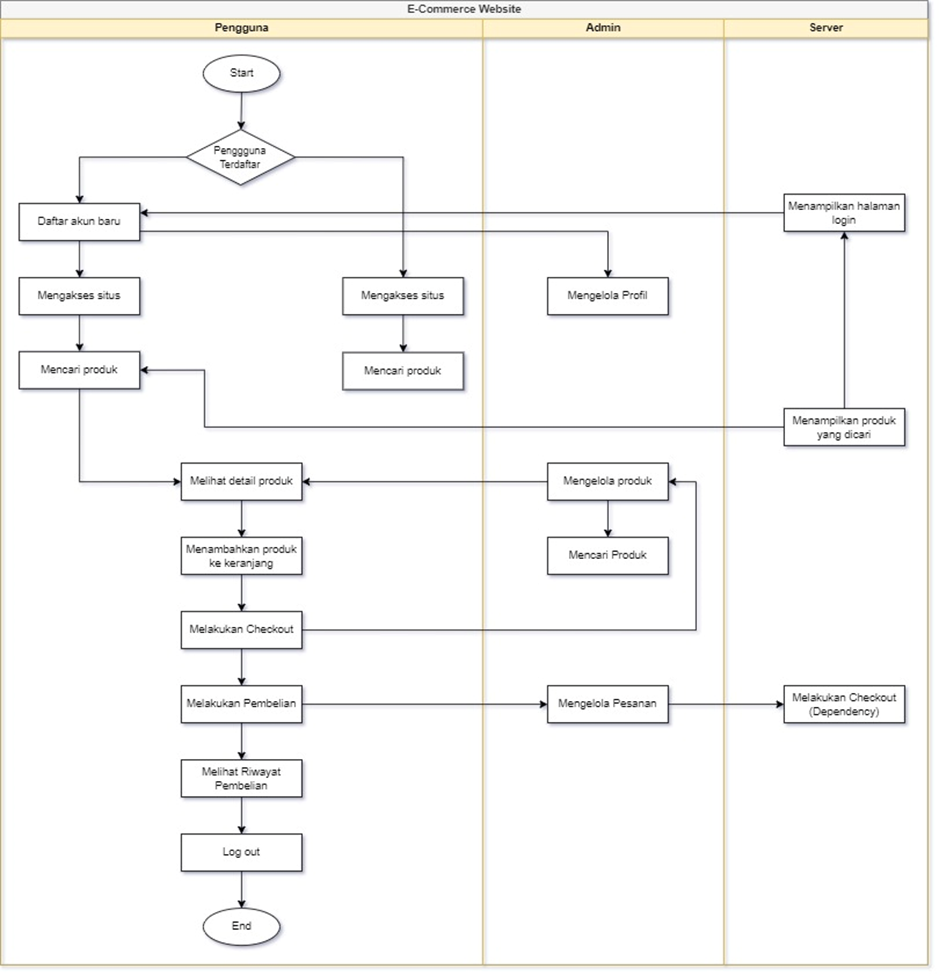 E-Commerce Website
Pengguna
Admin
Server
Start
Penggguna
Terdaftar
Daftar akun baru
Menampilkan halaman
login
Mengakses situs
Mengakses situs
Mengelola Profil
Mencari produk
Mencari produk
Menampilkan produk
yang dicari
Melihat detail produk
Mengelola produk
Menambahkan produk
ke keranjang
Mencari Produk
Melakukan Checkout
Melakukan Pembelian
Mengelola Pesanan
Melakukan Checkout
(Dependency)
Melihat Riwayat
Pembelian
Log out
End